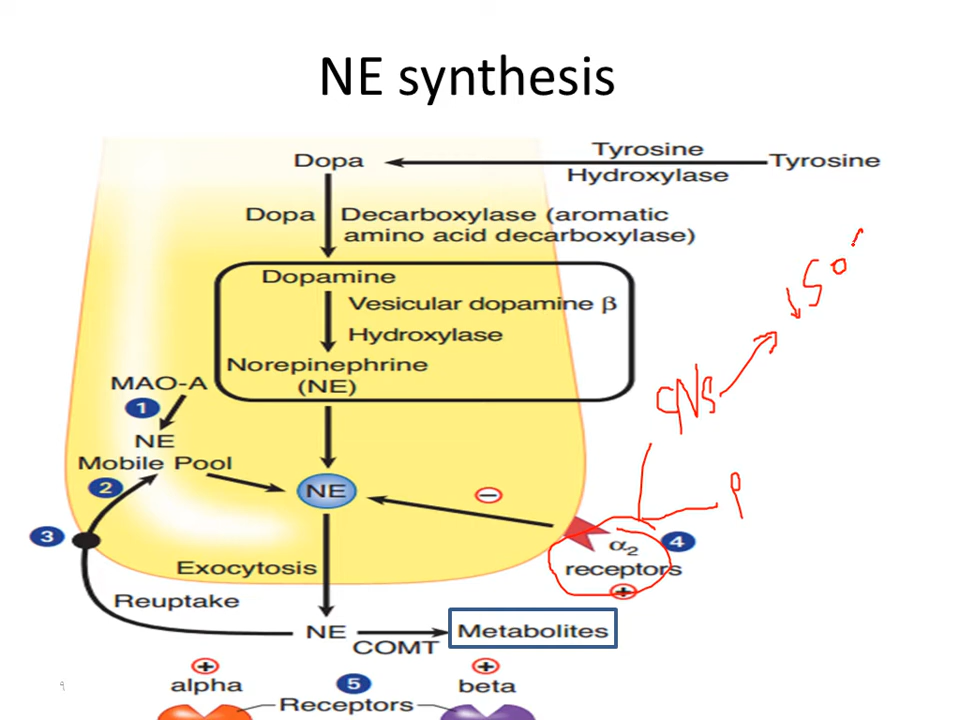 NE synthesis
Dopa
Tyrosine
Hydroxylase
Tyrosine
Dopa
Decarboxylase (aromatic
amino acid decarboxylase)
Dopamine
Vesicular dopamine β
Hydroxylase
Norepinephrine
(NE)
MAO-A
1
NE
Mobile Pool
2
NE
−
CNS
P
3
α2
4
receptors
+
Exocytosis
Reuptake
NE
COMT
Metabolites
+
alpha
5
+
beta
Receptors
٩